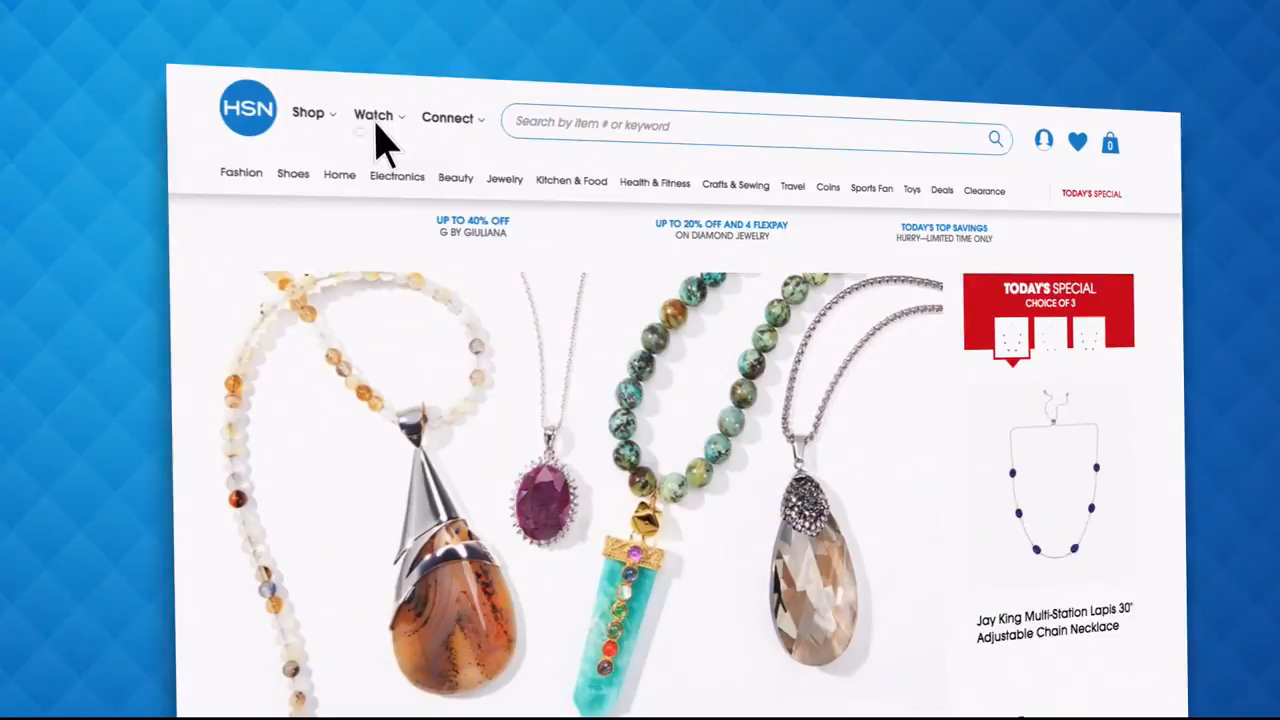 HSN
Shop
Watch
Connect
Search by item # or keyword
0
Fashion
Shoes
Home
Electronics
Beauty
Jewelry
Kitchen & Food
Health & Fitness
Crafts & Sewing
Travel
Coins
Sports Fan
Toys
Deals
Clearance
TODAY'S SPECIAL
UP TO 40% OFF
G BY GIULIANA
UP TO 20% OFF AND 4 FLEXPAY
ON DIAMOND JEWELRY
TODAY'S TOP SAVINGS
HURRY—LIMITED TIME ONLY
TODAY'S SPECIAL
CHOICE OF 3
Jay King Multi-Station Lapis 30"
Adjustable Chain Necklace